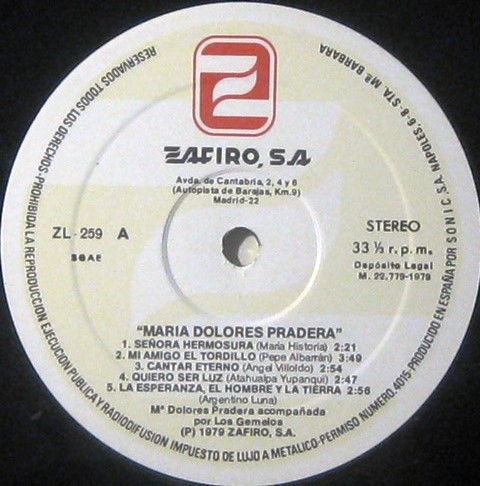 ZAFIRO, S.A
Avda. de Cantabria, 2, 4 y 6
(Autopista de Barajas, Km.9)
Madrid-22
ZL - 259 A
SGAE
STEREO
33 ⅓ r. p. m.
Depósito Legal
M. 22.779-1979
"MARIA DOLORES PRADERA"
1. SEÑORA HERMOSURA (María Historia) 2:21
2. MI AMIGO EL TORDILLO (Pepe Albarrán) 3:49
3. CANTAR ETERNO (Angel Villoldo) 2:54
4. QUIERO SER LUZ (Atahualpa Yupanqui) 2:47
5. LA ESPERANZA, EL HOMBRE Y LA TIERRA 2:56
(Argentino Luna)
Mª Dolores Pradera acompañada
por Los Gemelos
(P) 1979 ZAFIRO, S.A.
RESERVADOS TODOS LOS DERECHOS-PROHIBIDA LA REPRODUCCION EJECUCION PUBLICA Y RADIODIFUSION IMPUESTO DE LUJO A METALICO-PERMISO NUMERO.4015-PRODUCIDO EN ESPAÑA POR SONIC S.A. NAPOLES, 6-8-STA. Mª. BARBARA